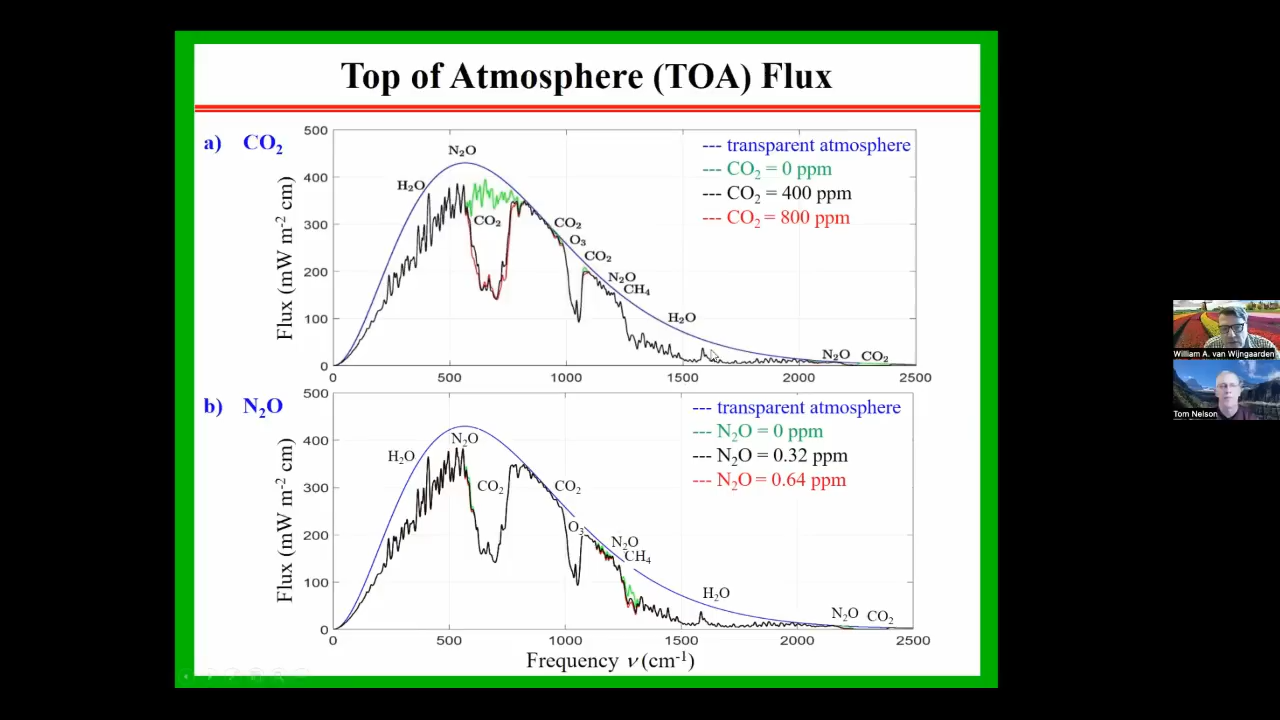 Top of Atmosphere (TOA) Flux
a) CO₂
500
400
300
200
100
0
Flux (mW m⁻² cm)
N₂O
H₂O
CO₂
CO₂
O₃
CO₂
N₂O
CH₄
H₂O
N₂O
CO₂
--- transparent atmosphere
--- CO₂ = 0 ppm
--- CO₂ = 400 ppm
--- CO₂ = 800 ppm
0 500 1000 1500 2000 2500
William A. van Wijngaarden
Tom Nelson
b) N₂O
500
400
300
200
100
0
Flux (mW m⁻² cm)
N₂O
H₂O
CO₂
CO₂
O₃
N₂O
CH₄
H₂O
N₂O
CO₂
--- transparent atmosphere
--- N₂O = 0 ppm
--- N₂O = 0.32 ppm
--- N₂O = 0.64 ppm
0 500 1000 1500 2000 2500
Frequency ν (cm⁻¹)